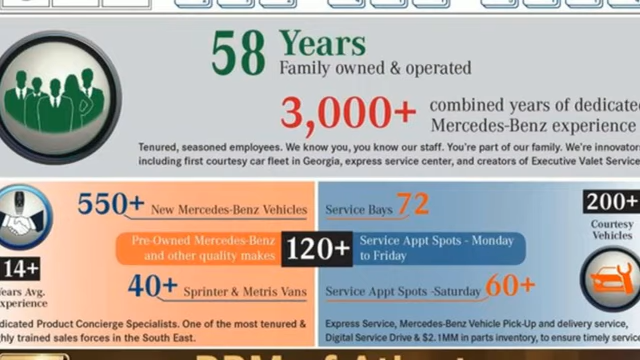 58 Years
Family owned & operated
3,000+ combined years of dedicated
Mercedes-Benz experience
Tenured, seasoned employees. We know you, you know our staff. You're part of our family. We're innovators
including first courtesy car fleet in Georgia, express service center, and creators of Executive Valet Service
550+ New Mercedes-Benz Vehicles
Pre-Owned Mercedes-Benz
and other quality makes
120+
40+ Sprinter & Metris Vans
14+
Years Avg.
Experience
dicated Product Concierge Specialists. One of the most tenured &
ghly trained sales forces in the South East.
Service Bays 72
Service Appt Spots - Monday
to Friday
Service Appt Spots -Saturday 60+
200+
Courtesy
Vehicles
Express Service, Mercedes-Benz Vehicle Pick-Up and delivery service,
Digital Service Drive & $2.1MM in parts inventory, to ensure timely servic